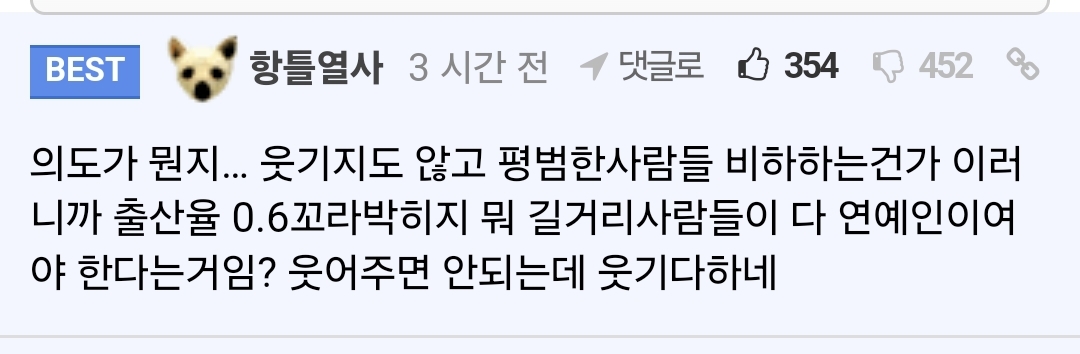 BEST 항틀열사 3 시간 전 댓글로 354 452
의도가 뭔지... 웃기지도 않고 평범한사람들 비하하는건가 이러
니까 출산율 0.6꼬라박히지 뭐 길거리사람들이 다 연예인이여
야 한다는거임? 웃어주면 안되는데 웃기다하네